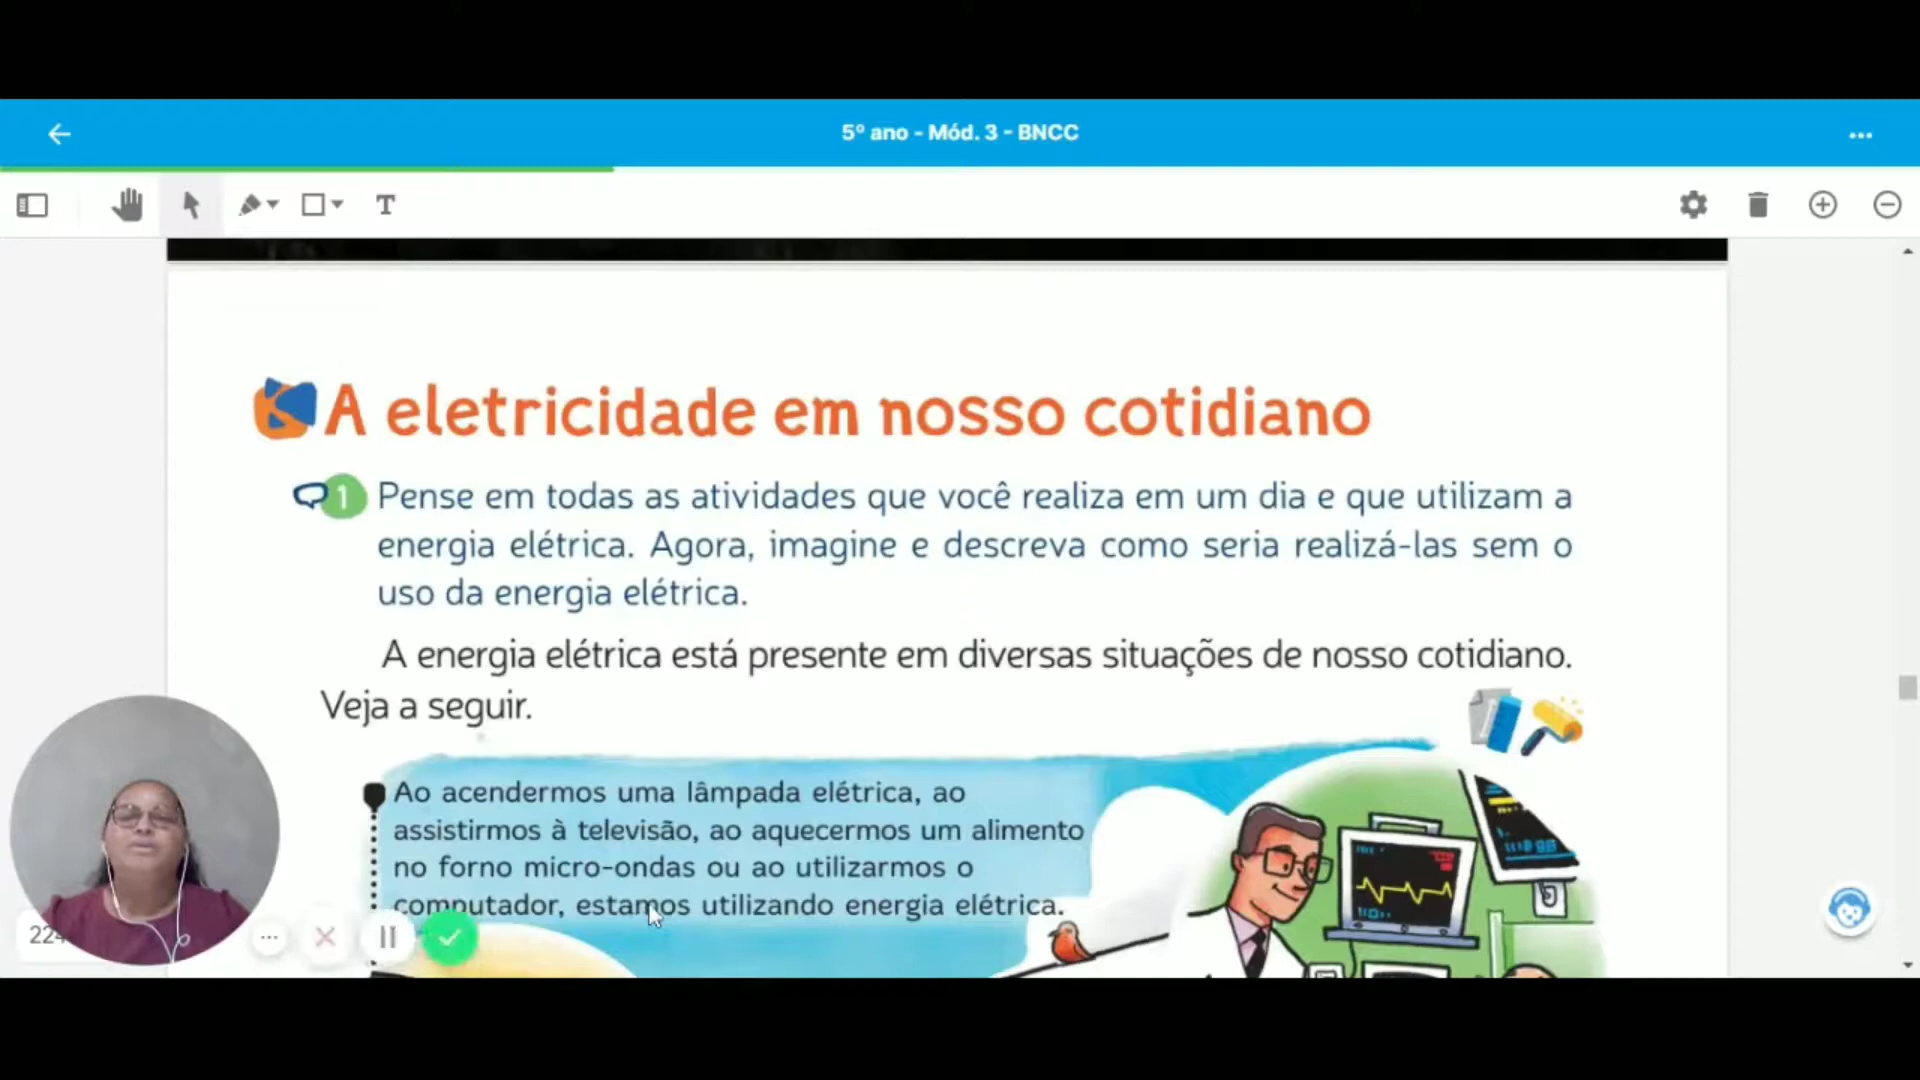 5º ano - Mód. 3 - BNCC
T
A eletricidade em nosso cotidiano
1 Pense em todas as atividades que você realiza em um dia e que utilizam a
energia elétrica. Agora, imagine e descreva como seria realizá-las sem o
uso da energia elétrica.
A energia elétrica está presente em diversas situações de nosso cotidiano.
Veja a seguir.
Ao acendermos uma lâmpada elétrica, ao
assistirmos à televisão, ao aquecermos um alimento
no forno micro-ondas ou ao utilizarmos o
computador, estamos utilizando energia elétrica.
224